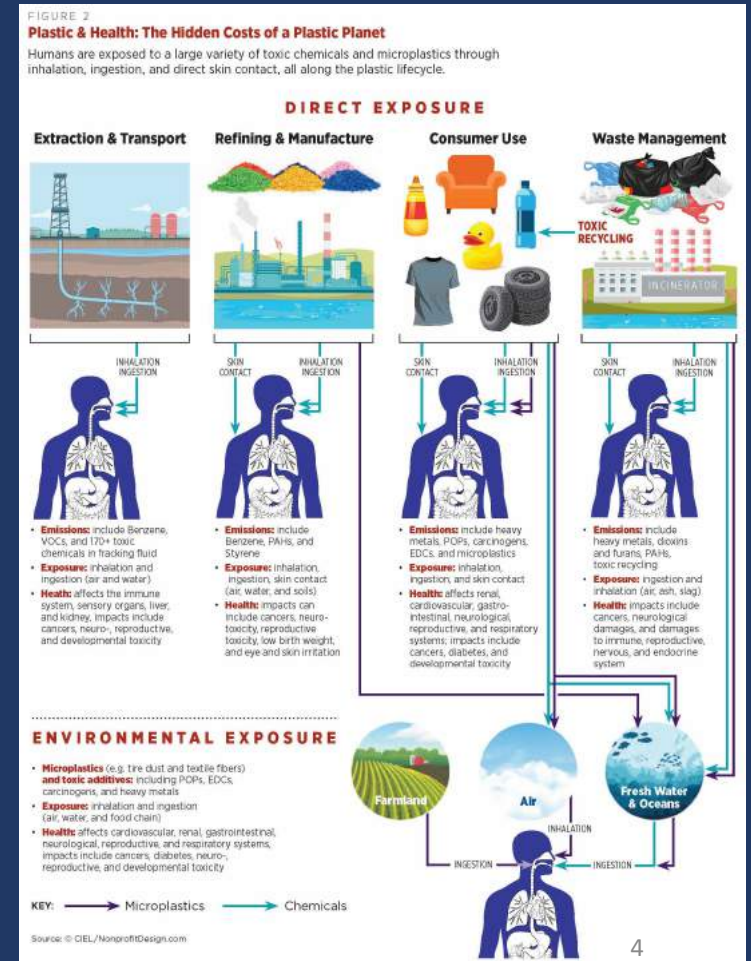 FIGURE 2
Plastic & Health: The Hidden Costs of a Plastic Planet
Humans are exposed to a large variety of toxic chemicals and microplastics through
inhalation, ingestion, and direct skin contact, all along the plastic lifecycle.
DIRECT EXPOSURE
Extraction & Transport
Refining & Manufacture
Consumer Use
Waste Management
TOXIC
RECYCLING
INCINERATOR
INHALATION
INGESTION
SKIN
CONTACT
INHALATION
INGESTION
SKIN
CONTACT
INHALATION
INGESTION
SKIN
CONTACT
INHALATION
INGESTION
• Emissions: include Benzene,
VOCs, and 170+ toxic
chemicals in fracking fluid
• Exposure: inhalation and
ingestion (air and water)
• Heath: affects the immune
system, sensory organs, liver,
and kidney, impacts include
cancers, neuro-, reproductive,
and developmental toxicity
• Emissions: include
Benzene, PAHs, and
Styrene
• Exposure: inhalation,
ingestion, skin contact
(air, water, and soils)
• Health: impacts can
include cancers, neuro-
toxicity, reproductive
toxicity, low birth weight,
and eye and skin irritation
• Emissions: include heavy
metals, POPs, carcinogens,
EDCs, and microplastics
• Exposure: inhalation,
ingestion, and skin contact
• Health: affects renal,
cardiovascular, gastro-
intestinal, neurological,
reproductive, and respiratory
systems; impacts include
cancers, diabetes, and
developmental toxicity
• Emissions: include
heavy metals, dioxins
and furans, PAHs,
toxic recycling
• Exposure: ingestion and
inhalation (air, ash, slag)
• Health: impacts include
cancers, neurological
damages, and damages
to immune, reproductive,
nervous, and endocrine
system
ENVIRONMENTAL EXPOSURE
• Microplastics (e.g. tire dust and textile fibers)
and toxic additives: including POPs, EDCs,
carcinogens, and heavy metals
• Exposure: inhalation and ingestion
(air, water, and food chain)
• Health: affects cardiovascular, renal, gastrointestinal,
neurological, reproductive, and respiratory systems,
impacts include cancers, diabetes, neuro-,
reproductive, and developmental toxicity
Farmland
Air
Fresh Water
& Oceans
INHALATION
INGESTION
INGESTION
KEY: Microplastics Chemicals
Source: © CIEL/NonprofitDesign.com
4